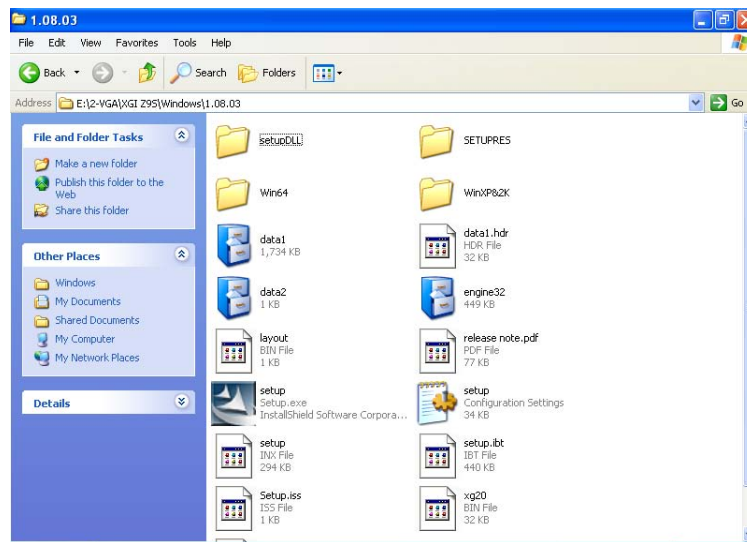 1.08.03
File Edit View Favorites Tools Help
Back Search Folders
Address E:\2-VGA\XGI Z9S\Windows\1.08.03 Go
File and Folder Tasks
Make a new folder
Publish this folder to the
Web
Share this folder
Other Places
Windows
My Documents
Shared Documents
My Computer
My Network Places
Details
setupDLL
SETUPRES
Win64
WinXP&2K
data1
1,734 KB
data1.hdr
HDR File
32 KB
data2
1 KB
engine32
449 KB
layout
BIN File
1 KB
release note.pdf
PDF File
77 KB
setup
Setup.exe
InstallShield Software Corpora...
setup
Configuration Settings
34 KB
setup
INX File
294 KB
setup.ibt
IBT File
440 KB
Setup.iss
ISS File
1 KB
xg20
BIN File
32 KB